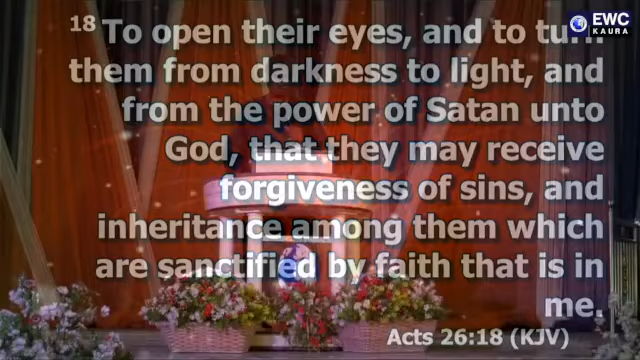 EWC
KAURA
18 To open their eyes, and to turn
them from darkness to light, and
from the power of Satan unto
God, that they may receive
forgiveness of sins, and
inheritance among them which
are sanctified by faith that is in
me.
Acts 26:18 (KJV)